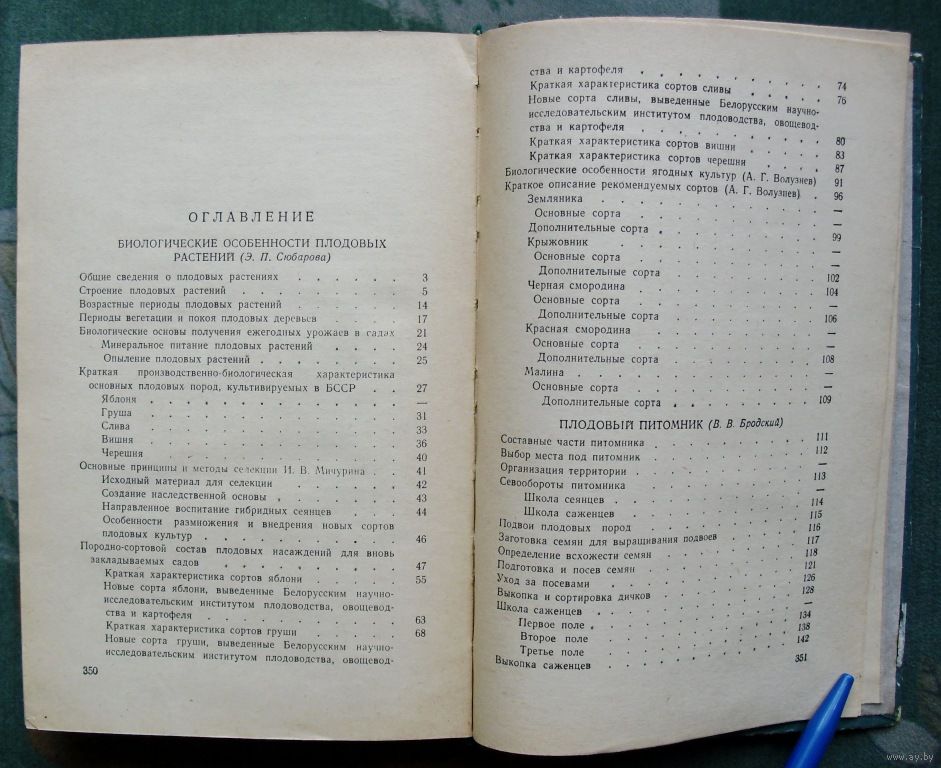 ОГЛАВЛЕНИЕ
БИОЛОГИЧЕСКИЕ ОСОБЕННОСТИ ПЛОДОВЫХ
РАСТЕНИЙ (Э. П. Сюбарова)
Общие сведения о плодовых растениях . . . . . 3
Строение плодовых растений . . . . . . . 5
Возрастные периоды плодовых растений . . . . . 14
Периоды вегетации и покоя плодовых деревьев . . . 17
Биологические основы получения ежегодных урожаев в садах 21
Минеральное питание плодовых растений . . . . 24
Опыление плодовых растений . . . . . . 25
Краткая производственно-биологическая характеристика
основных плодовых пород, культивируемых в БССР . . 27
Яблоня . . . . . . . . . . —
Груша . . . . . . . . . . 31
Слива . . . . . . . . . . 33
Вишня . . . . . . . . . . 36
Черешня . . . . . . . . . 40
Основные принципы и методы селекции И. В. Мичурина . . 41
Исходный материал для селекции . . . . . 42
Создание наследственной основы . . . . . 43
Направленное воспитание гибридных сеянцев . . . 44
Особенности размножения и внедрения новых сортов
плодовых культур . . . . . . . . 46
Породно-сортовой состав плодовых насаждений для вновь
закладываемых садов . . . . . . . 47
Краткая характеристика сортов яблони . . . . 55
Новые сорта яблони, выведенные Белорусским научно-
исследовательским институтом плодоводства, овощевод-
ства и картофеля . . . . . . . . 63
Краткая характеристика сортов груши . . . . 68
Новые сорта груши, выведенные Белорусским научно-
исследовательским институтом плодоводства, овощевод-
350
ства и картофеля . . . . . . . . 74
Краткая характеристика сортов сливы . . . . 76
Новые сорта сливы, выведенные Белорусским научно-
исследовательским институтом плодоводства, овощевод-
ства и картофеля . . . . . . . . 80
Краткая характеристика сортов вишни . . . . 83
Краткая характеристика сортов черешни . . . . 87
Биологические особенности ягодных культур (А. Г. Волузнев) 91
Краткое описание рекомендуемых сортов (А. Г. Волузнев) . 96
Земляника . . . . . . . . . —
Основные сорта . . . . . . . —
Дополнительные сорта . . . . . . 99
Крыжовник . . . . . . . . —
Основные сорта . . . . . . . —
Дополнительные сорта . . . . . . 102
Черная смородина . . . . . . . 104
Основные сорта . . . . . . . —
Дополнительные сорта . . . . . . 106
Красная смородина . . . . . . . —
Основные сорта . . . . . . . —
Дополнительные сорта . . . . . . 108
Малина . . . . . . . . . —
Основные сорта . . . . . . . —
Дополнительные сорта . . . . . . 109
ПЛОДОВЫЙ ПИТОМНИК (В. В. Бродский)
Составные части питомника . . . . . . 111
Выбор места под питомник . . . . . . 112
Организация территории . . . . . . . —
Севообороты питомника . . . . . . . 113
Школа сеянцев . . . . . . . . —
Школа саженцев . . . . . . . . 114
Подвои плодовых пород . . . . . . . 115
Заготовка семян для выращивания подвоев . . . . 116
Определение всхожести семян . . . . . . 117
Подготовка и посев семян . . . . . . 118
Уход за посевами . . . . . . . . 121
Выкопка и сортировка дичков . . . . . . 126
Школа саженцев . . . . . . . . 128
Первое поле . . . . . . . . —
Второе поле . . . . . . . . 134
Третье поле . . . . . . . . 138
Выкопка саженцев . . . . . . . . 142
351
www.ay.by